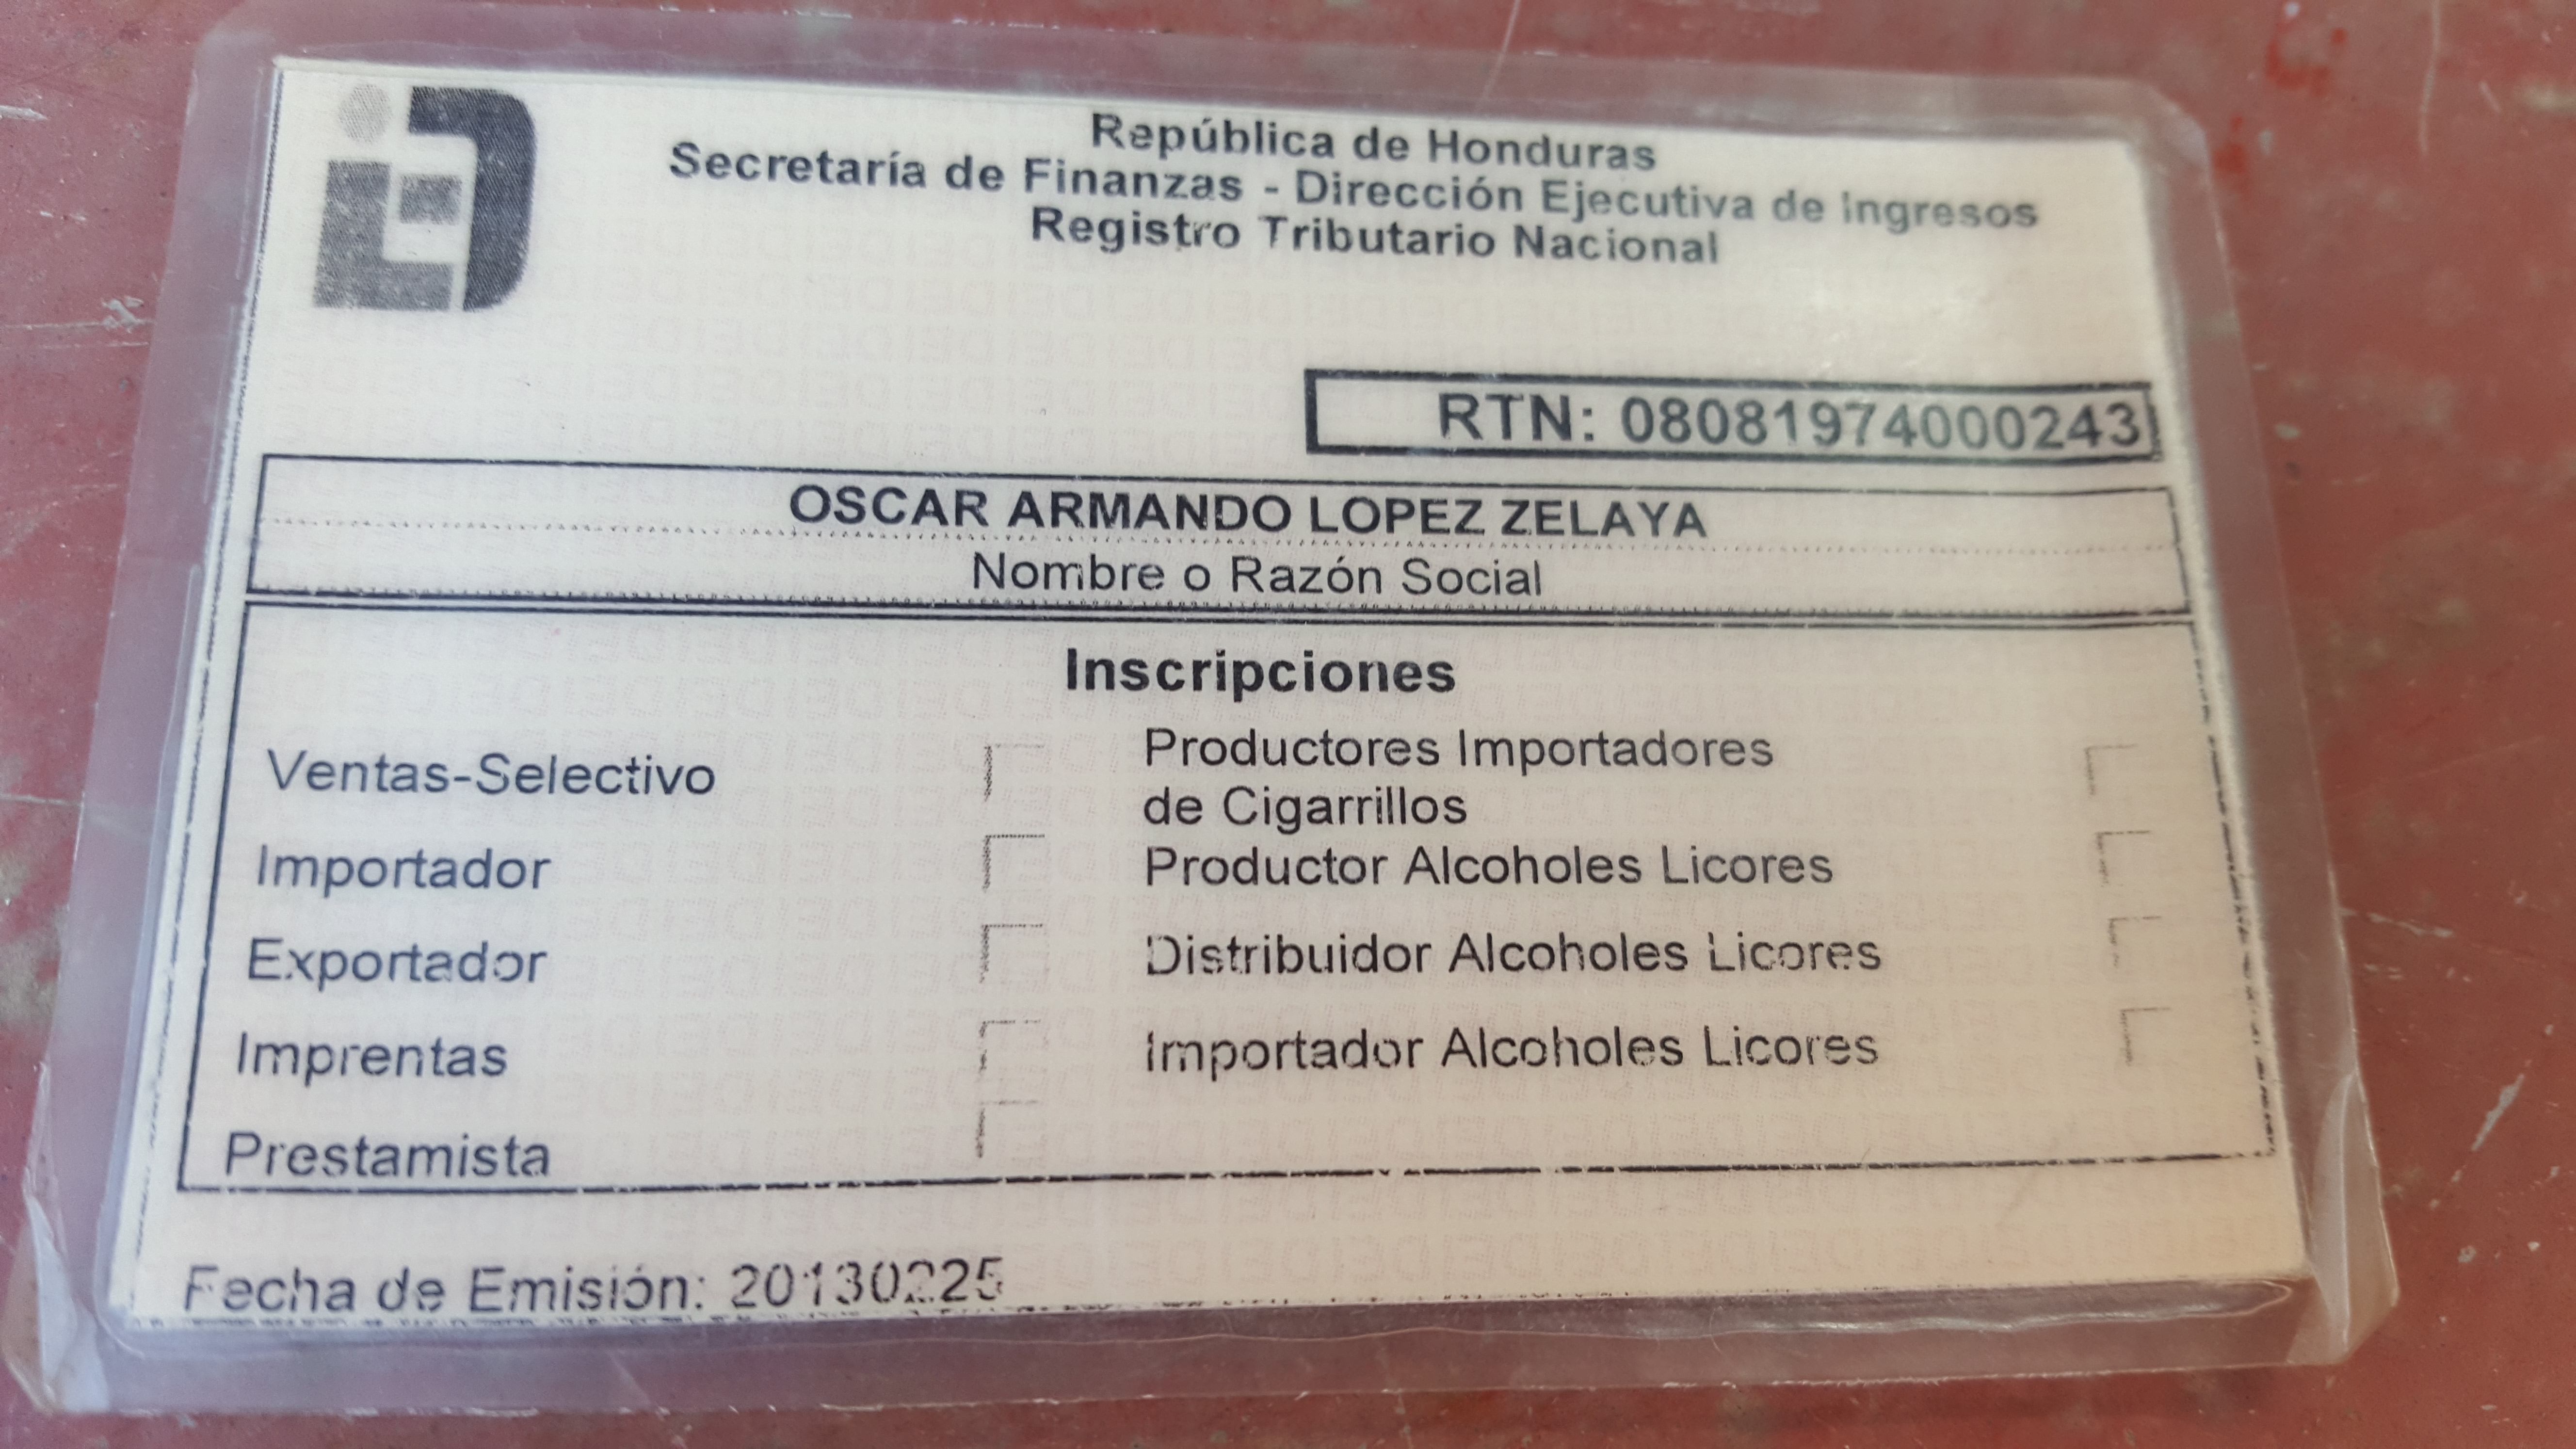 República de Honduras
Secretaría de Finanzas - Dirección Ejecutiva de Ingresos
Registro Tributario Nacional
RTN: 08081974000243
OSCAR ARMANDO LOPEZ ZELAYA
Nombre o Razón Social
Inscripciones
Ventas-Selectivo
Productores Importadores
de Cigarrillos
Importador
Productor Alcoholes Licores
Exportador
Distribuidor Alcoholes Licores
Imprentas
Importador Alcoholes Licores
Prestamista
Fecha de Emisión: 20130225